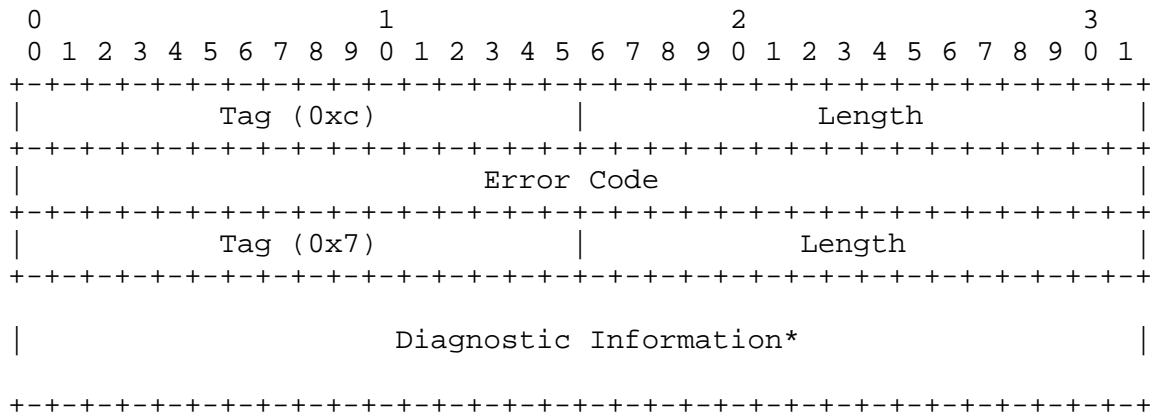 0                   1                   2                   3
 0 1 2 3 4 5 6 7 8 9 0 1 2 3 4 5 6 7 8 9 0 1 2 3 4 5 6 7 8 9 0 1
+-+-+-+-+-+-+-+-+-+-+-+-+-+-+-+-+-+-+-+-+-+-+-+-+-+-+-+-+-+-+-+-+
|           Tag (0xc)           |             Length            |
+-+-+-+-+-+-+-+-+-+-+-+-+-+-+-+-+-+-+-+-+-+-+-+-+-+-+-+-+-+-+-+-+
|                          Error Code                           |
+-+-+-+-+-+-+-+-+-+-+-+-+-+-+-+-+-+-+-+-+-+-+-+-+-+-+-+-+-+-+-+-+
|           Tag (0x7)           |            Length             |
+-+-+-+-+-+-+-+-+-+-+-+-+-+-+-+-+-+-+-+-+-+-+-+-+-+-+-+-+-+-+-+-+
|                     Diagnostic Information*                   |
+-+-+-+-+-+-+-+-+-+-+-+-+-+-+-+-+-+-+-+-+-+-+-+-+-+-+-+-+-+-+-+-+